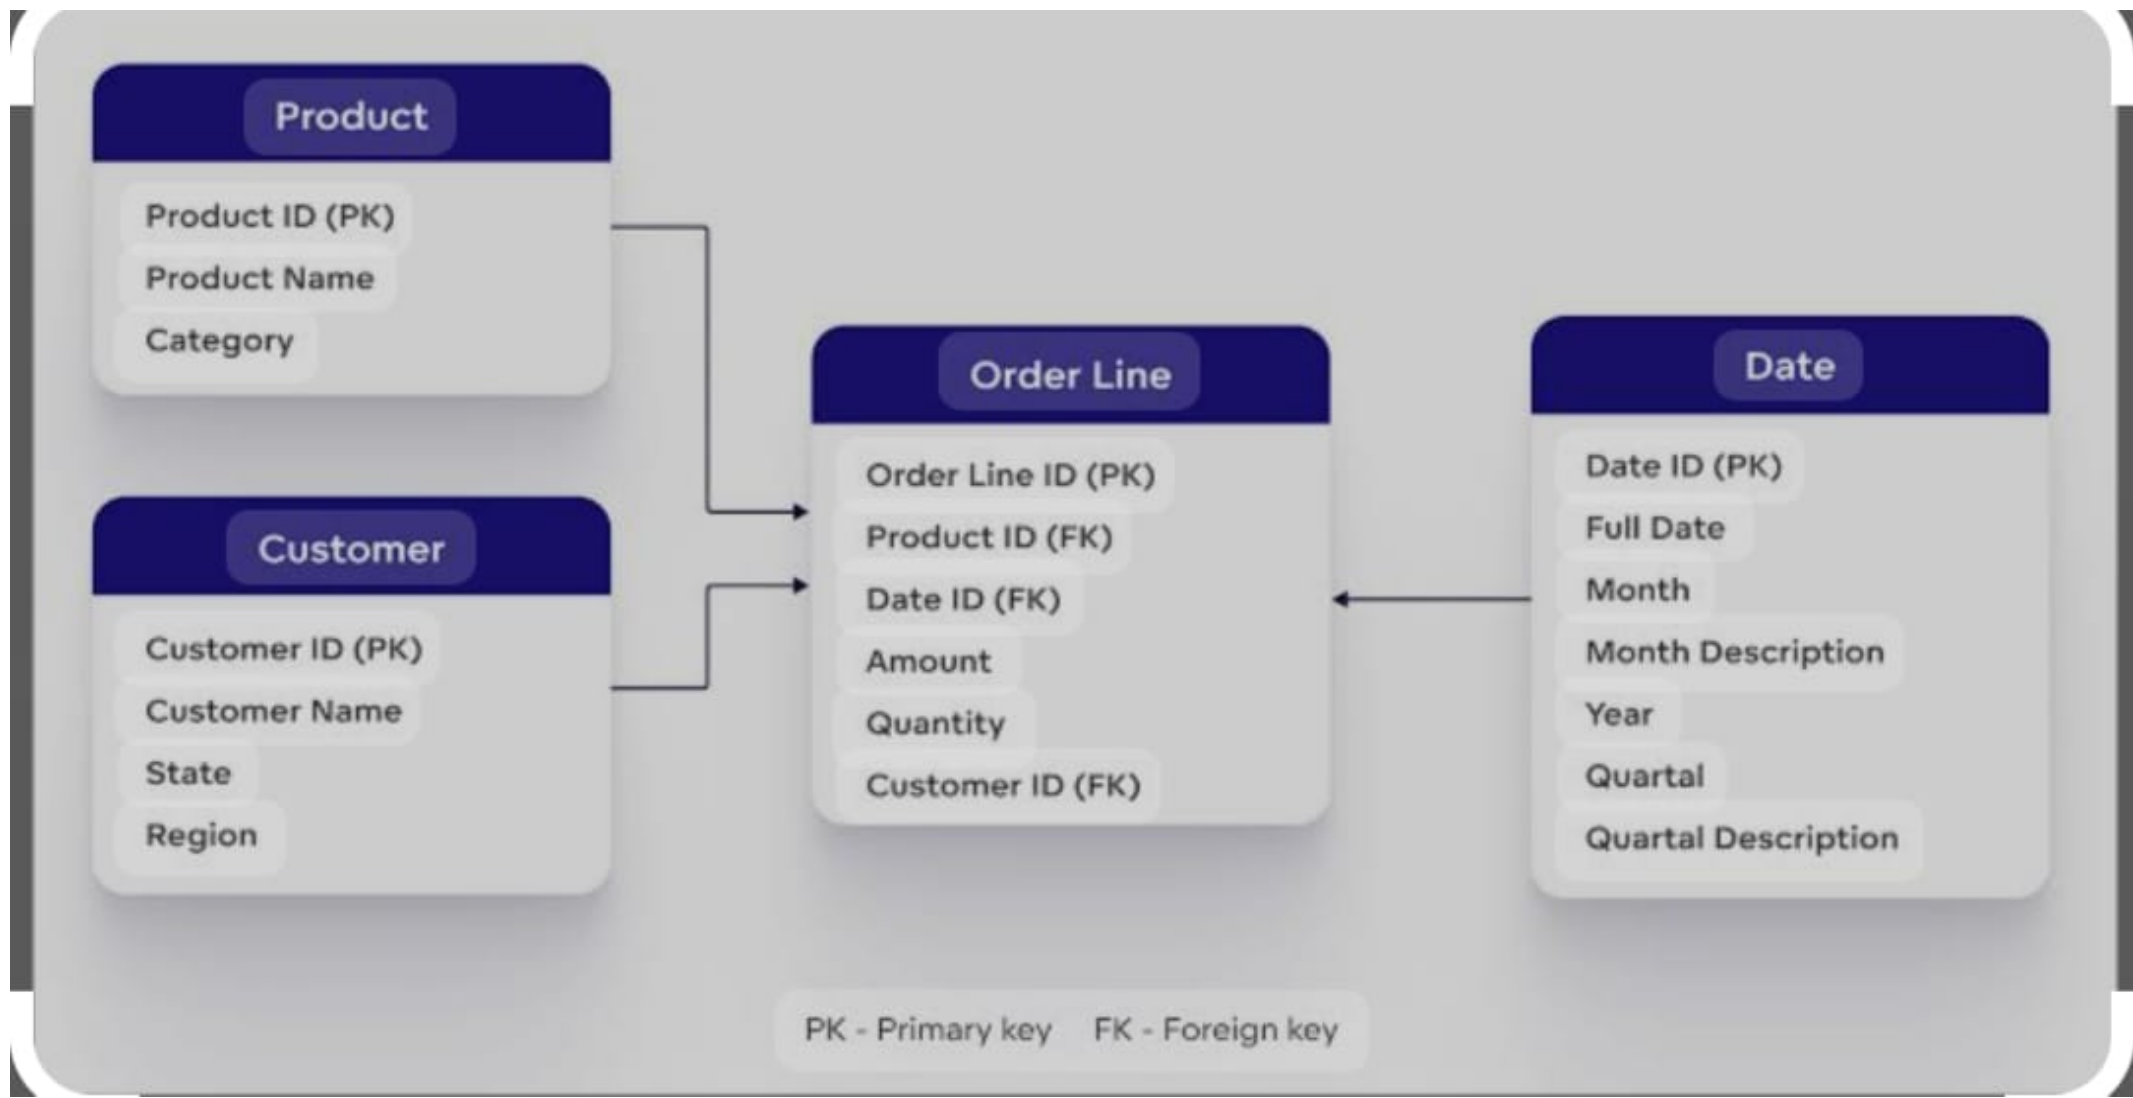 Product
Product ID (PK)
Product Name
Category
Customer
Customer ID (PK)
Customer Name
State
Region
Order Line
Order Line ID (PK)
Product ID (FK)
Date ID (FK)
Amount
Quantity
Customer ID (FK)
Date
Date ID (PK)
Full Date
Month
Month Description
Year
Quartal
Quartal Description
PK - Primary key FK - Foreign key